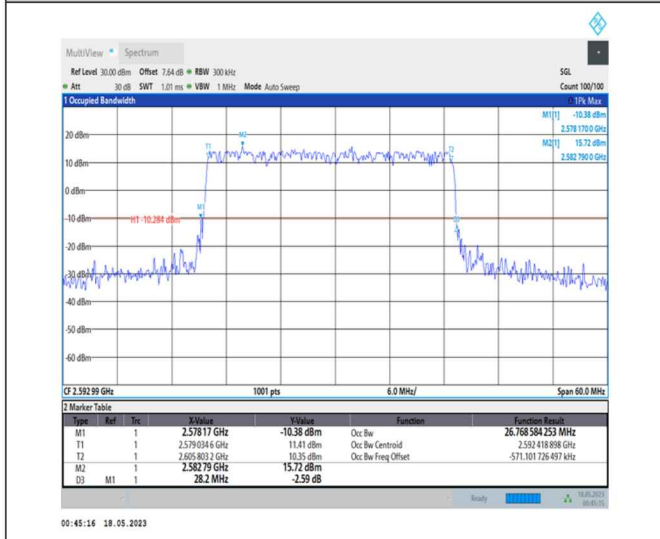 MultiView Spectrum
Ref Level 30.00 dBm Offset 7.64 dB RBW 300 kHz SGL
Att 30 dB SWT 1.01 ms VBW 1 MHz Mode Auto Sweep Count 100/100
1 Occupied Bandwidth 1Pk Max
M1[1] -10.38 dBm
2.578 170 0 GHz
M2[1] 15.72 dBm
2.582 790 0 GHz
20 dBm
M2
T1
T2
10 dBm
0 dBm
M1
-10 dBm
H1 -10.284 dBm
-20 dBm
-30 dBm
-40 dBm
-50 dBm
-60 dBm
CF 2.592 99 GHz 1001 pts 6.0 MHz/ Span 60.0 MHz
2 Marker Table
Type Ref Trc X-Value Y-Value Function Function Result
M1 1 2.578 17 GHz -10.38 dBm Occ Bw 26.768 584 253 MHz
T1 1 2.579 034 6 GHz 11.41 dBm Occ Bw Centroid 2.592 418 898 GHz
T2 1 2.605 803 2 GHz 10.35 dBm Occ Bw Freq Offset -571.101 726 497 kHz
M2 1 2.582 79 GHz 15.72 dBm
D3 M1 1 28.2 MHz -2.59 dB
Ready 18.05.2023
00:45:15
00:45:16 18.05.2023